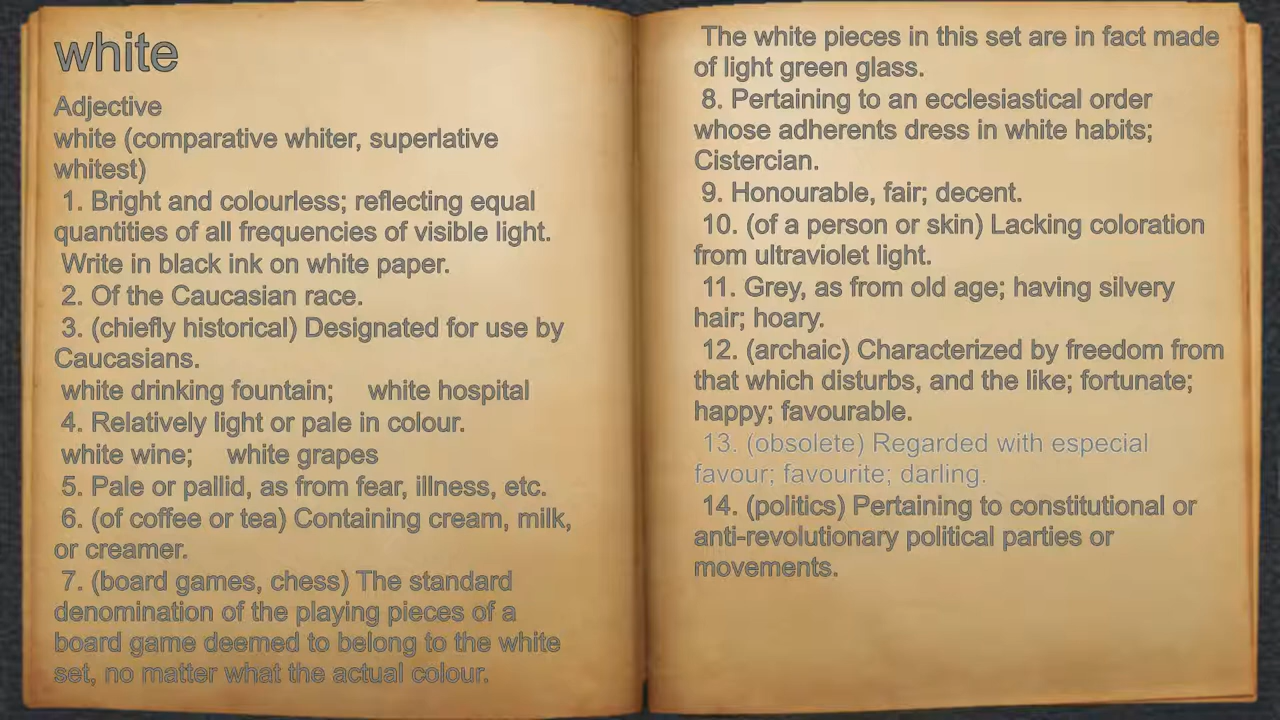 white
Adjective
white (comparative whiter, superlative
whitest)
1. Bright and colourless; reflecting equal
quantities of all frequencies of visible light.
Write in black ink on white paper.
2. Of the Caucasian race.
3. (chiefly historical) Designated for use by
Caucasians.
white drinking fountain; white hospital
4. Relatively light or pale in colour.
white wine; white grapes
5. Pale or pallid, as from fear, illness, etc.
6. (of coffee or tea) Containing cream, milk,
or creamer.
7. (board games, chess) The standard
denomination of the playing pieces of a
board game deemed to belong to the white
set, no matter what the actual colour.
The white pieces in this set are in fact made
of light green glass.
8. Pertaining to an ecclesiastical order
whose adherents dress in white habits;
Cistercian.
9. Honourable, fair; decent.
10. (of a person or skin) Lacking coloration
from ultraviolet light.
11. Grey, as from old age; having silvery
hair; hoary.
12. (archaic) Characterized by freedom from
that which disturbs, and the like; fortunate;
happy; favourable.
13. (obsolete) Regarded with especial
favour; favourite; darling.
14. (politics) Pertaining to constitutional or
anti-revolutionary political parties or
movements.